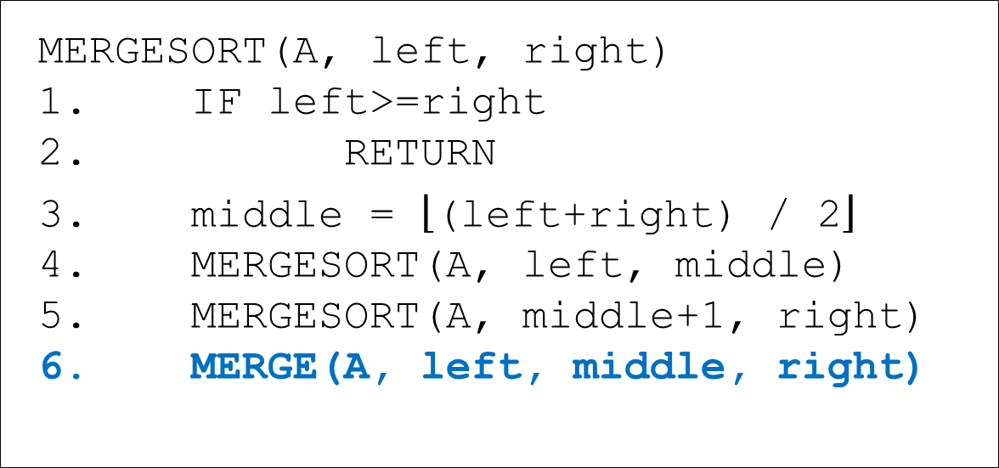 MERGESORT(A, left, right)
1. IF left>=right
2. RETURN
3. middle = ⌊(left+right) / 2⌋
4. MERGESORT(A, left, middle)
5. MERGESORT(A, middle+1, right)
6. MERGE(A, left, middle, right)